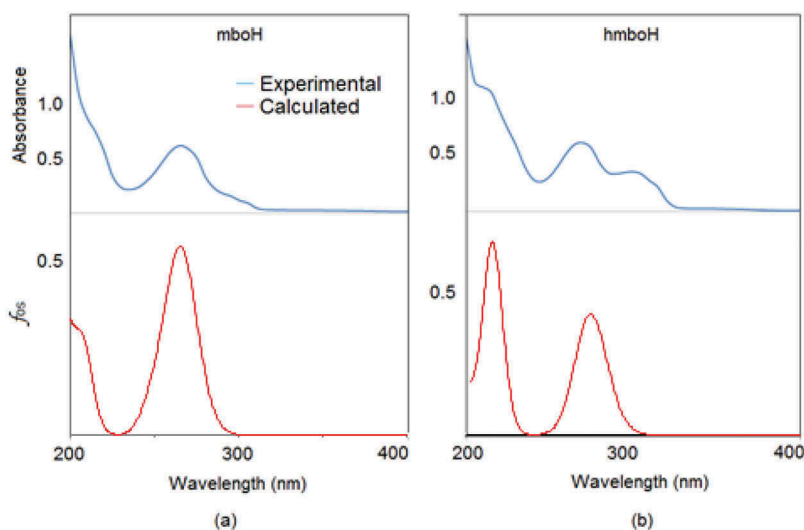 mboH
Experimental
Calculated
Absorbance
1.0
0.5
0.5
fos
200
300
400
Wavelength (nm)
(a)
hmboH
1.0
0.5
0.5
200
300
400
Wavelength (nm)
(b)